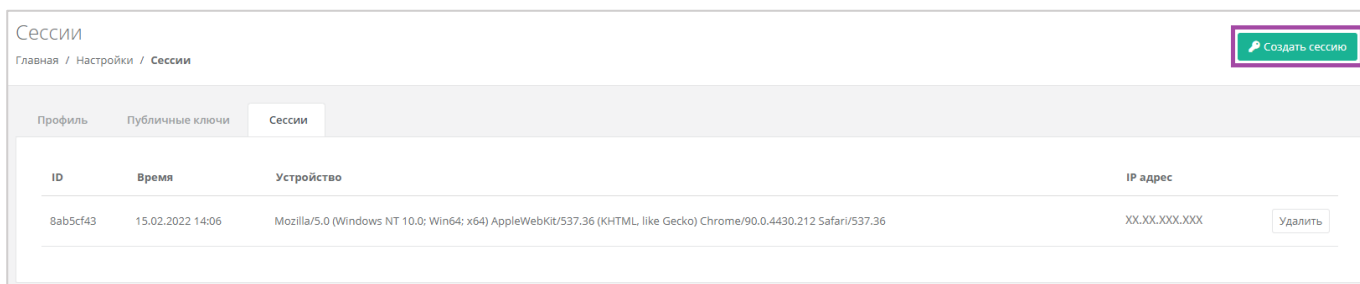 Сессии
Создать сессию
Главная / Настройки / Сессии
Профиль Публичные ключи Сессии
ID Время Устройство IP адрес
8ab5cf43 15.02.2022 14:06 Mozilla/5.0 (Windows NT 10.0; Win64; x64) AppleWebKit/537.36 (KHTML, like Gecko) Chrome/90.0.4430.212 Safari/537.36 XX.XX.XXX.XXX Удалить